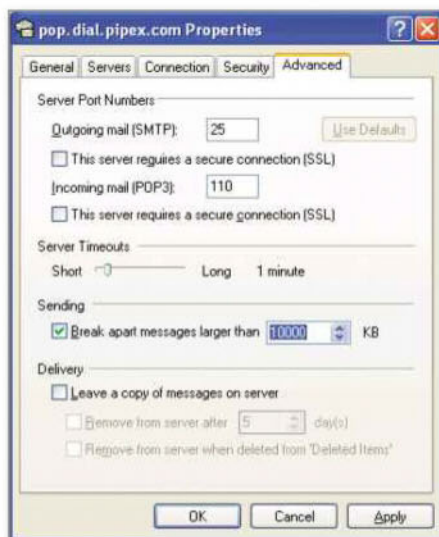 pop.dial.pipex.com Properties
General Servers Connection Security Advanced
Server Port Numbers
Outgoing mail (SMTP): 25 Use Defaults
This server requires a secure connection (SSL)
Incoming mail (POP3): 110
This server requires a secure connection (SSL)
Server Timeouts
Short Long 1 minute
Sending
Break apart messages larger than 10000 KB
Delivery
Leave a copy of messages on server
Remove from server after 5 day(s)
Remove from server when deleted from 'Deleted Items'
OK Cancel Apply